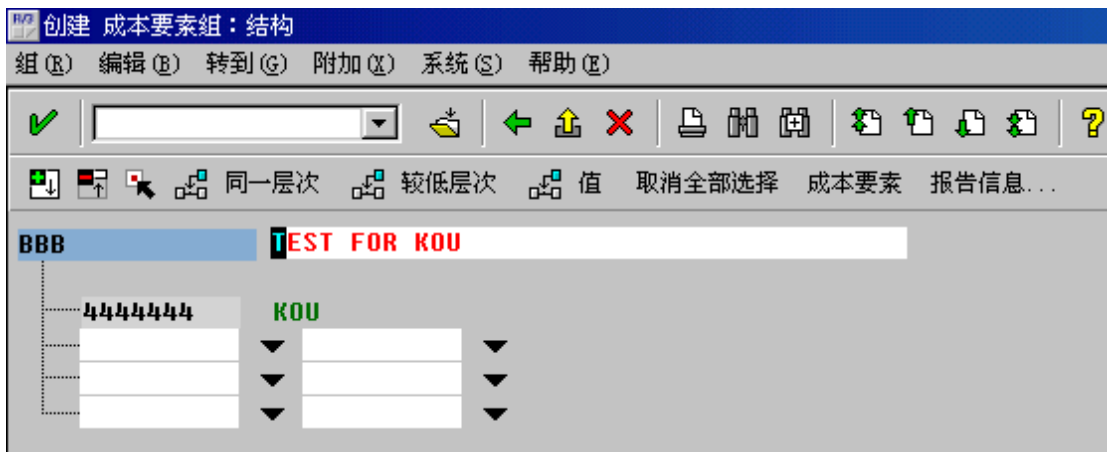 创建 成本要素组：结构
组(R) 编辑(B) 转到(G) 附加(X) 系统(S) 帮助(E)
同一层次 较低层次 值 取消全部选择 成本要素 报告信息...
BBB TEST FOR KOU
4444444 KOU